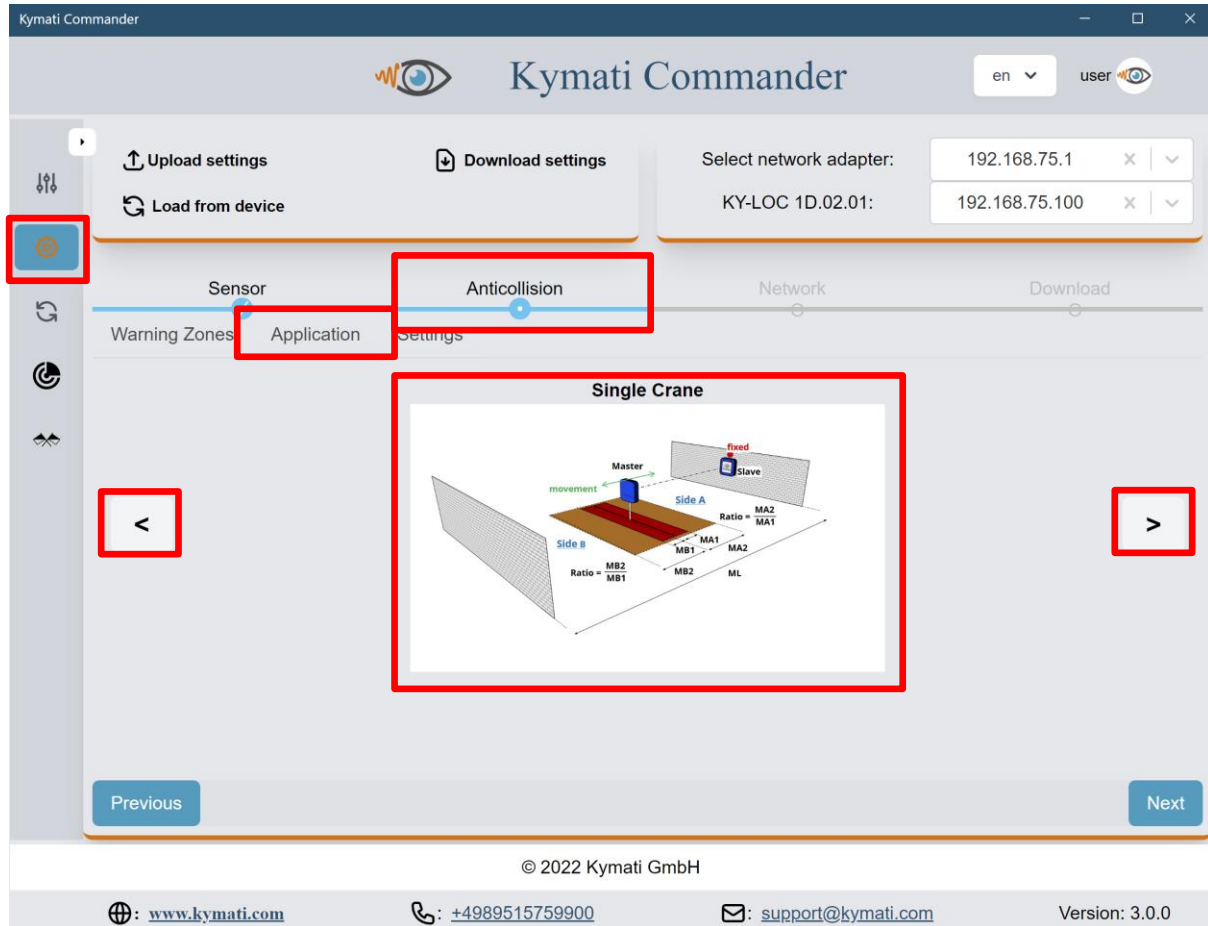 Kymati Commander
Kymati Commander
en
user
Upload settings
Download settings
Load from device
Select network adapter:
192.168.75.1
KY-LOC 1D.02.01:
192.168.75.100
Sensor
Anticollision
Network
Download
Warning Zones
Application
Settings
Single Crane
fixed
Master
Slave
movement
Side A
Ratio = MA2
MA1
Side B
MA1
MB1
MA2
Ratio = MB2
MB1
MB2
ML
<
>
Previous
Next
© 2022 Kymati GmbH
: www.kymati.com
: +4989515759900
: support@kymati.com
Version: 3.0.0